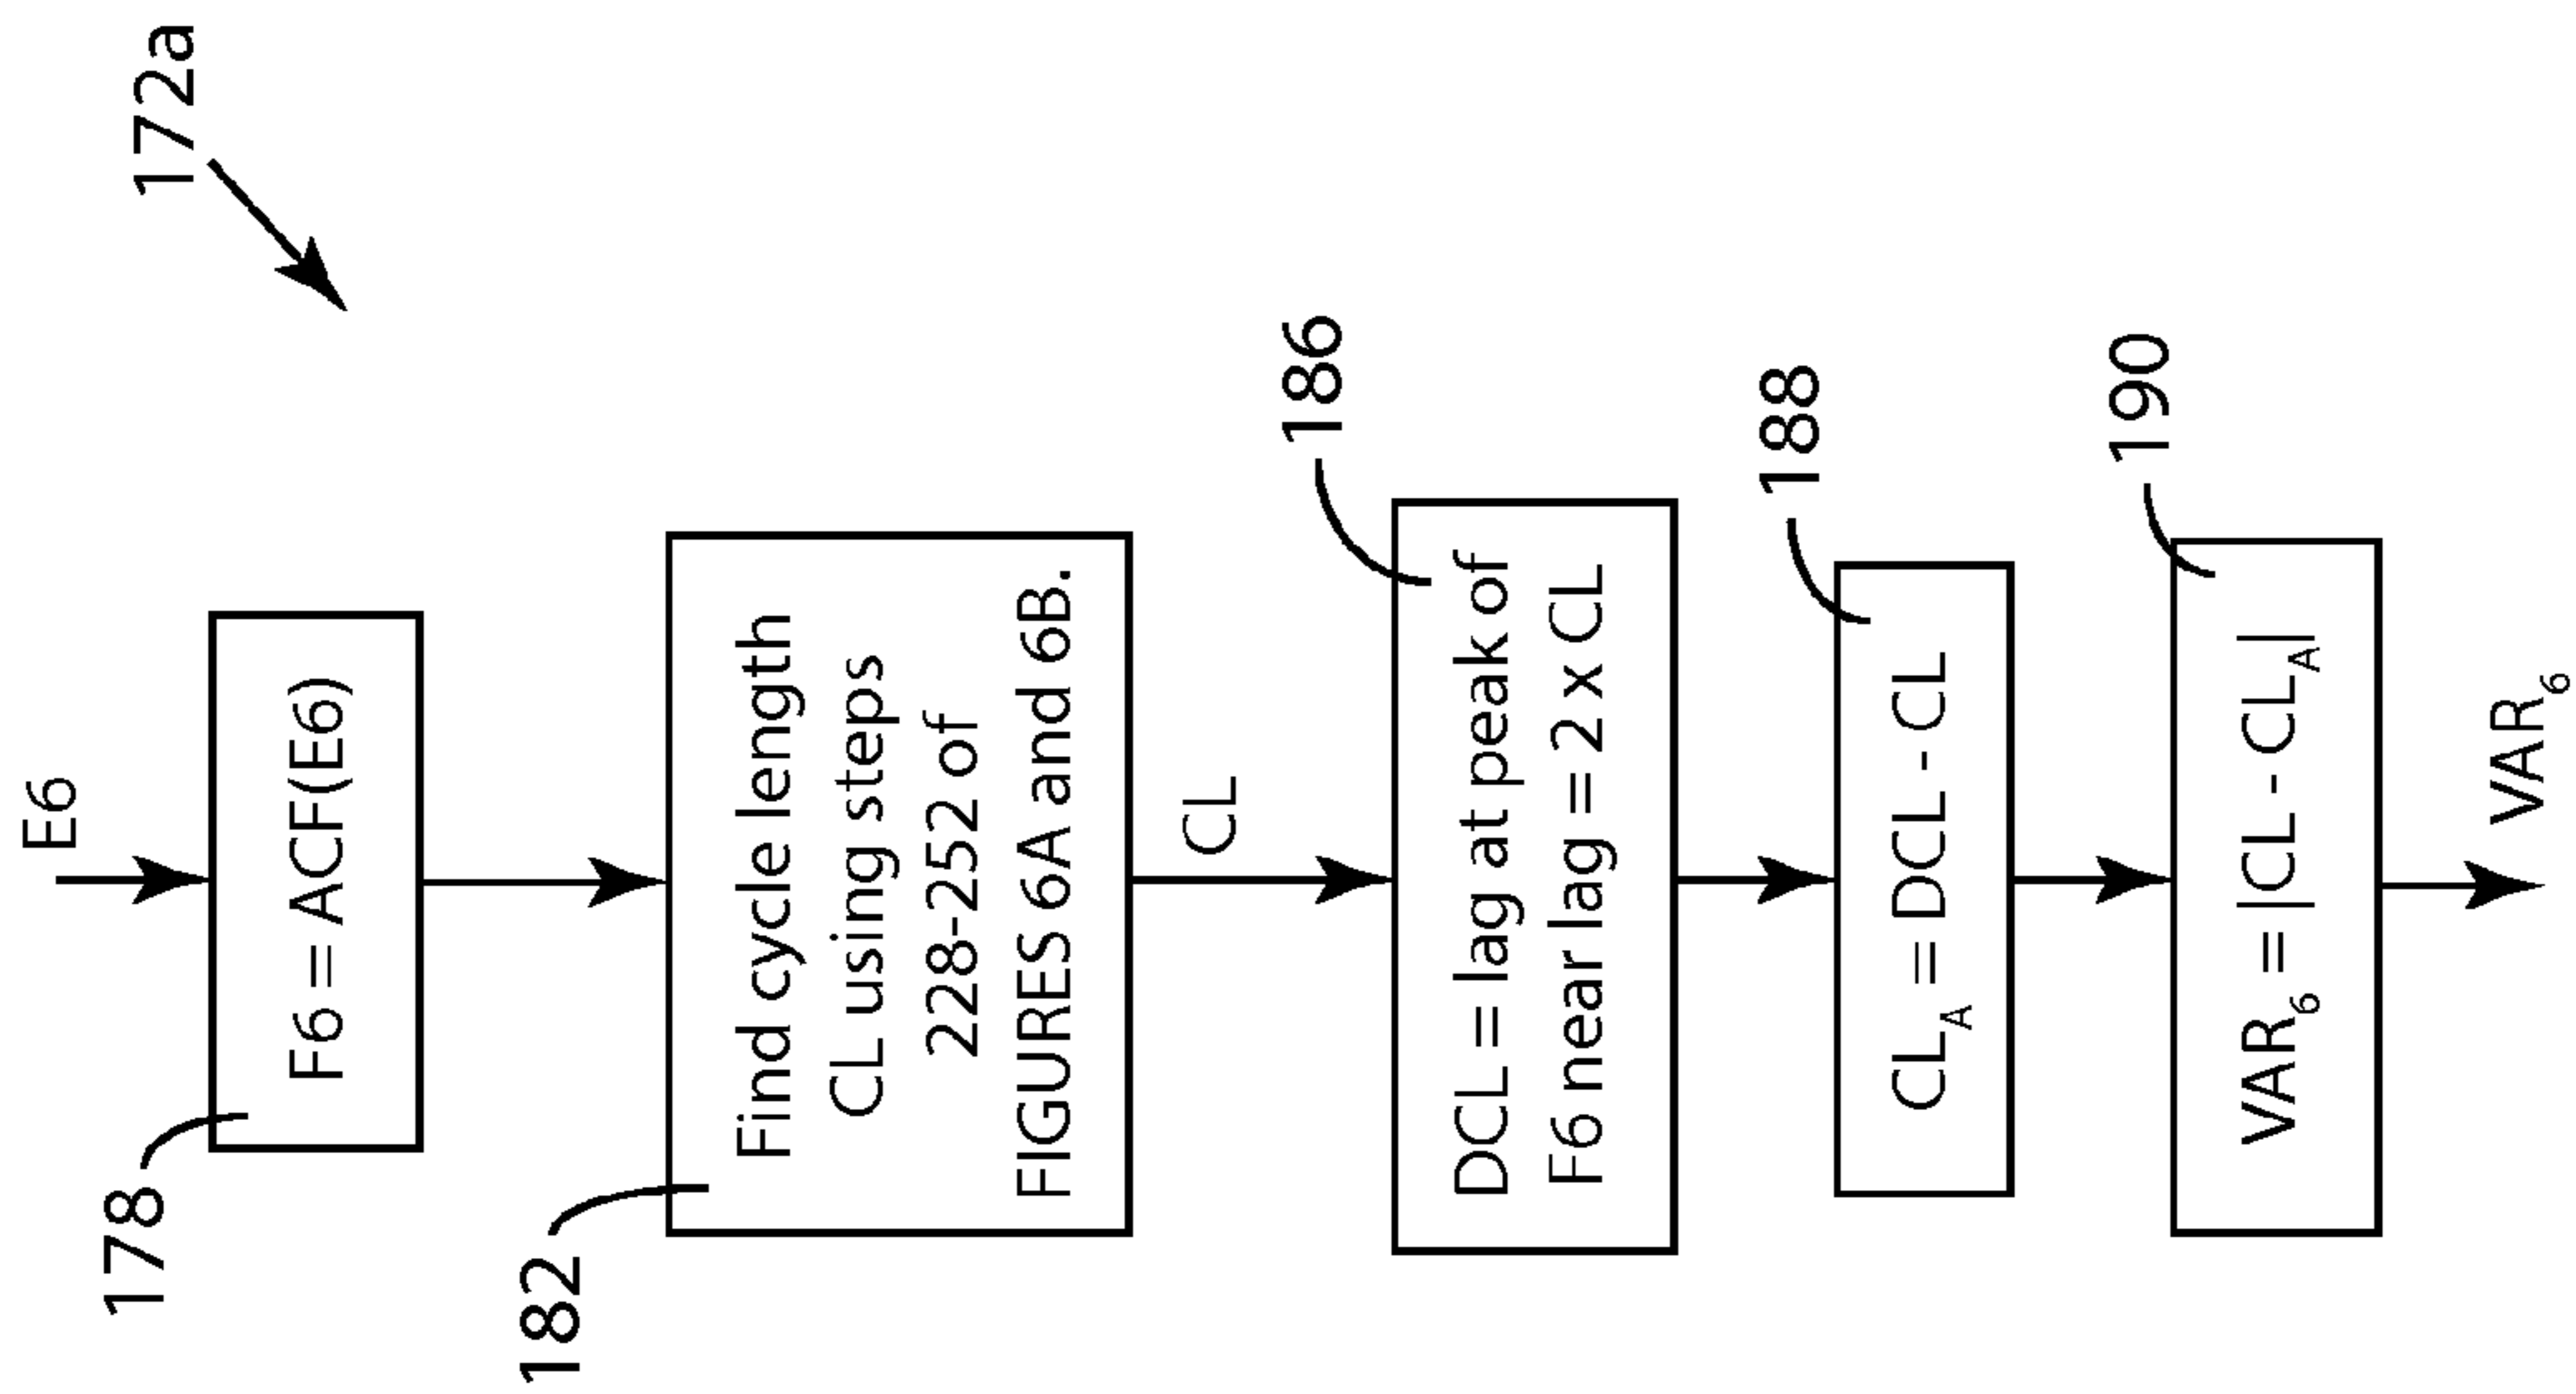 172a
E6
178
F6 = ACF(E6)
182
Find cycle length
CL using steps
228-252 of
FIGURES 6A and 6B.
CL
186
DCL = lag at peak of
F6 near lag = 2 x CL
188
CL_A = DCL - CL
190
VAR_6 = |CL - CL_A|
VAR_6